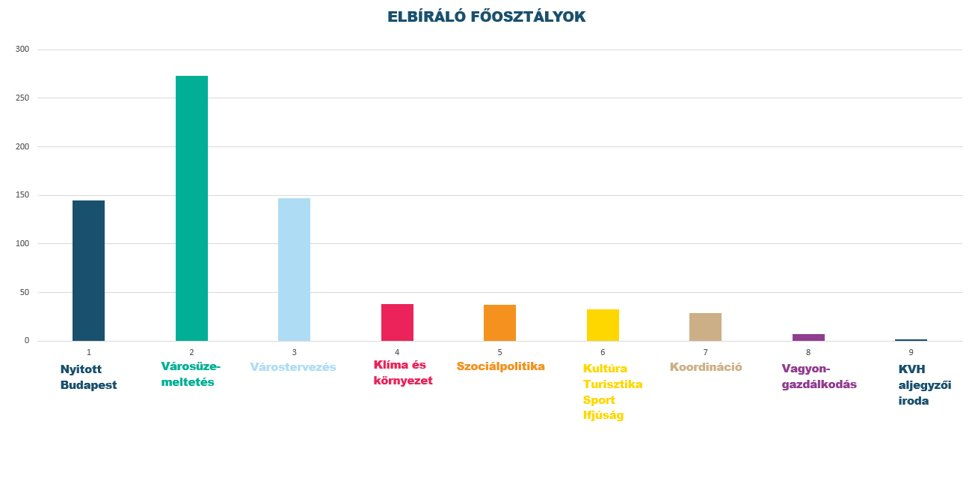 ELBÍRÁLÓ FŐOSZTÁLYOK
300
250
200
150
100
50
0
1
2
3
4
5
6
7
8
9
Nyitott
Budapest
Városüze-
meltetés
Várostervezés
Klíma és
környezet
Szociálpolitika
Kultúra
Turisztika
Sport
Ifjúság
Koordináció
Vagyon-
gazdálkodás
KVH
aljegyzői
iroda